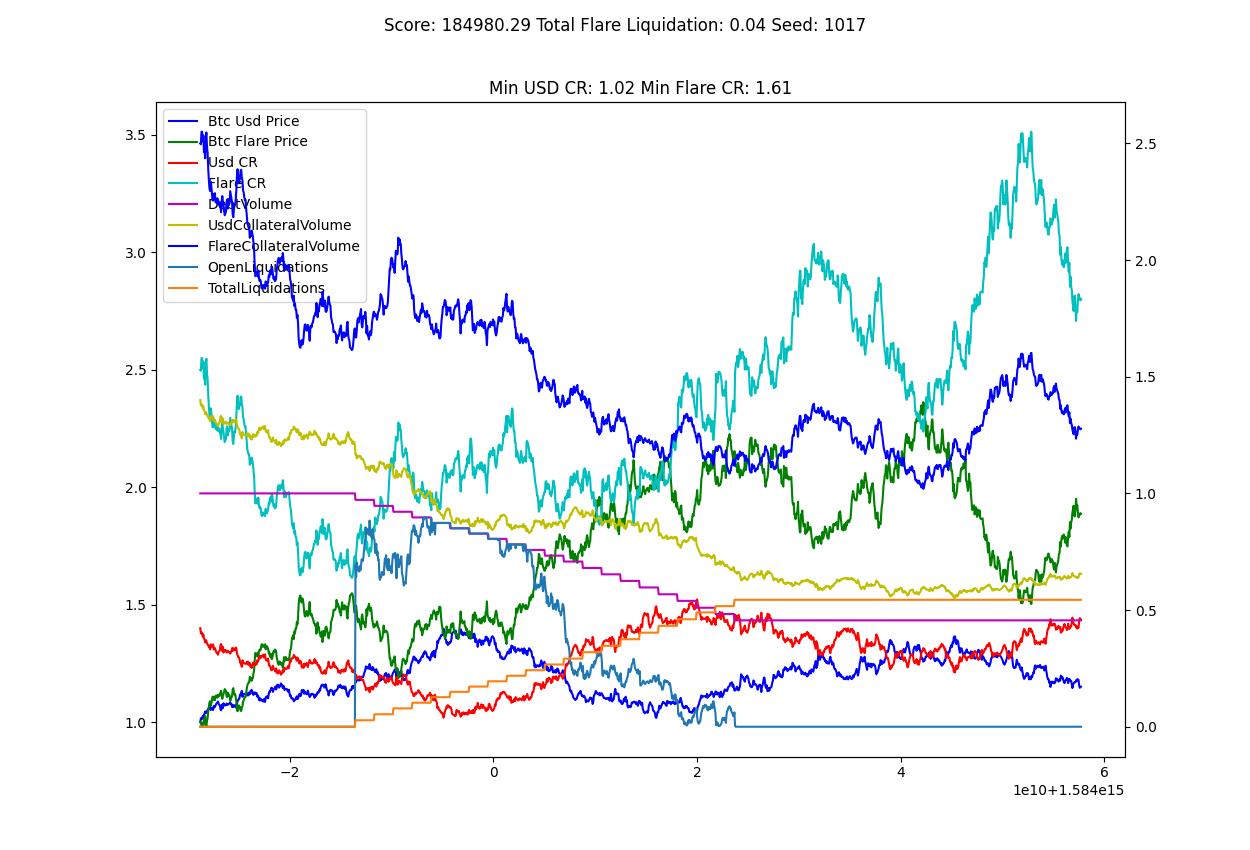 Score: 184980.29 Total Flare Liquidation: 0.04 Seed: 1017
Min USD CR: 1.02 Min Flare CR: 1.61
Btc Usd Price
Btc Flare Price
Usd CR
Flare CR
DebtVolume
UsdCollateralVolume
FlareCollateralVolume
OpenLiquidations
TotalLiquidations
3.5
3.0
2.5
2.0
1.5
1.0
2.5
2.0
1.5
1.0
0.5
0.0
−2 0 2 4 6
1e10+1.584e15